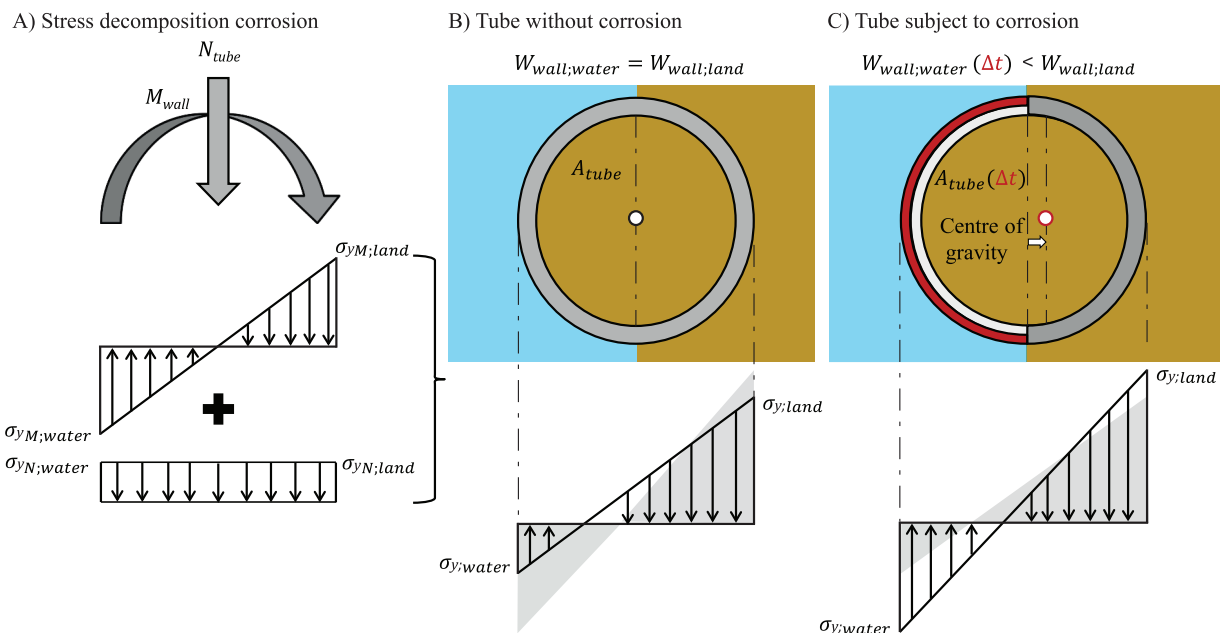 A) Stress decomposition corrosion
N_tube
M_wall
σ_yM;land
σ_yM;water
σ_yN;water
σ_yN;land
B) Tube without corrosion
W_wall;water = W_wall;land
A_tube
σ_y;land
σ_y;water
C) Tube subject to corrosion
W_wall;water (Δt) < W_wall;land
A_tube(Δt)
Centre of
gravity
σ_y;land
σ_y;water